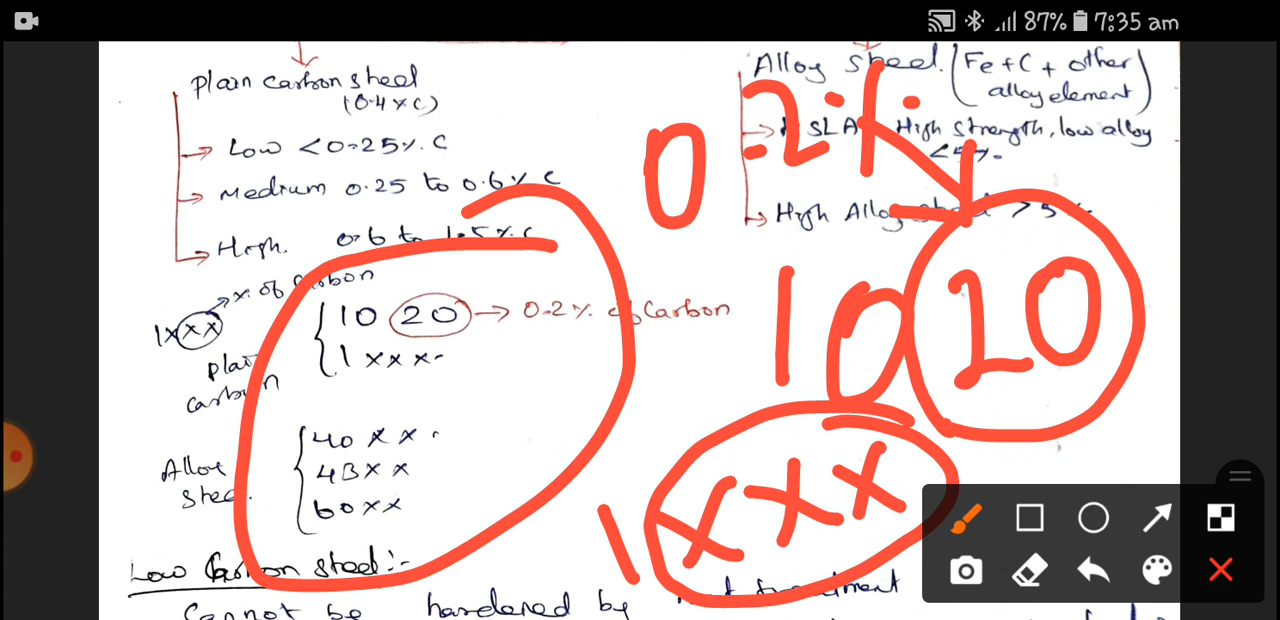 87% 7:35 am
Plain Carbon steel
(0.4 % C)
Low <0.25%. C
Medium 0.25 to 0.6% C
High. 0.6 to 1.5 %. C
Alloy steel. (Fe + C + other
alloy element)
SLA High Strength, low alloy
High Alloy > 5
%. of Carbon
1xxx
Plain
carbon
10 20 → 0.2%. of Carbon
1 x x x
Alloy
Steel.
40 x x
43 x x
60 x x
0.2%.
10 20
1 x x x
Low Carbon steel:-
Cannot be hardened by